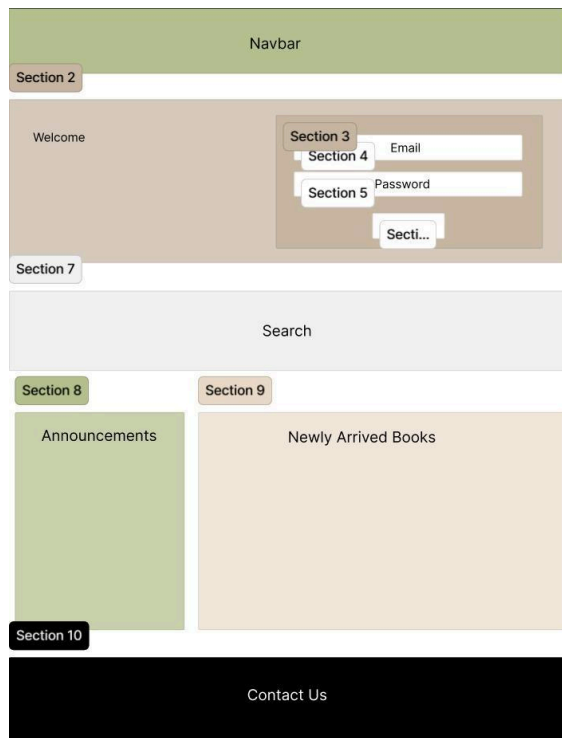 Navbar
Section 2
Welcome
Section 3
Email
Section 4
Password
Section 5
Secti...
Section 7
Search
Section 8
Section 9
Announcements
Newly Arrived Books
Section 10
Contact Us